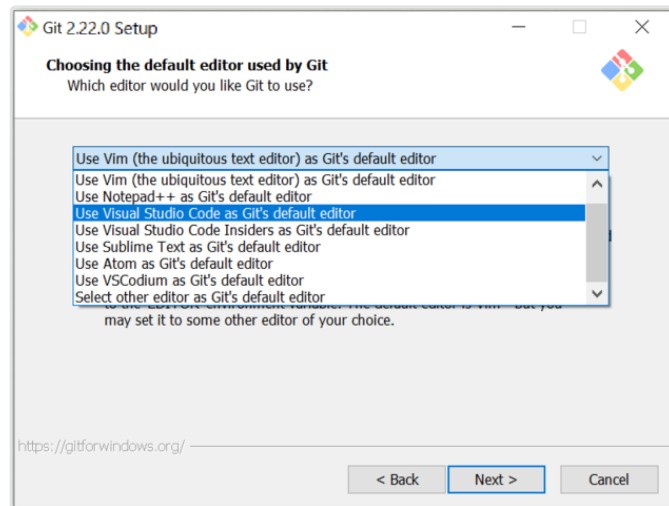 Git 2.22.0 Setup
Choosing the default editor used by Git
Which editor would you like Git to use?
Use Vim (the ubiquitous text editor) as Git's default editor
Use Vim (the ubiquitous text editor) as Git's default editor
Use Notepad++ as Git's default editor
Use Visual Studio Code as Git's default editor
Use Visual Studio Code Insiders as Git's default editor
Use Sublime Text as Git's default editor
Use Atom as Git's default editor
Use VSCodium as Git's default editor
Select other editor as Git's default editor
may set it to some other editor of your choice.
https://gitforwindows.org/
< Back
Next >
Cancel